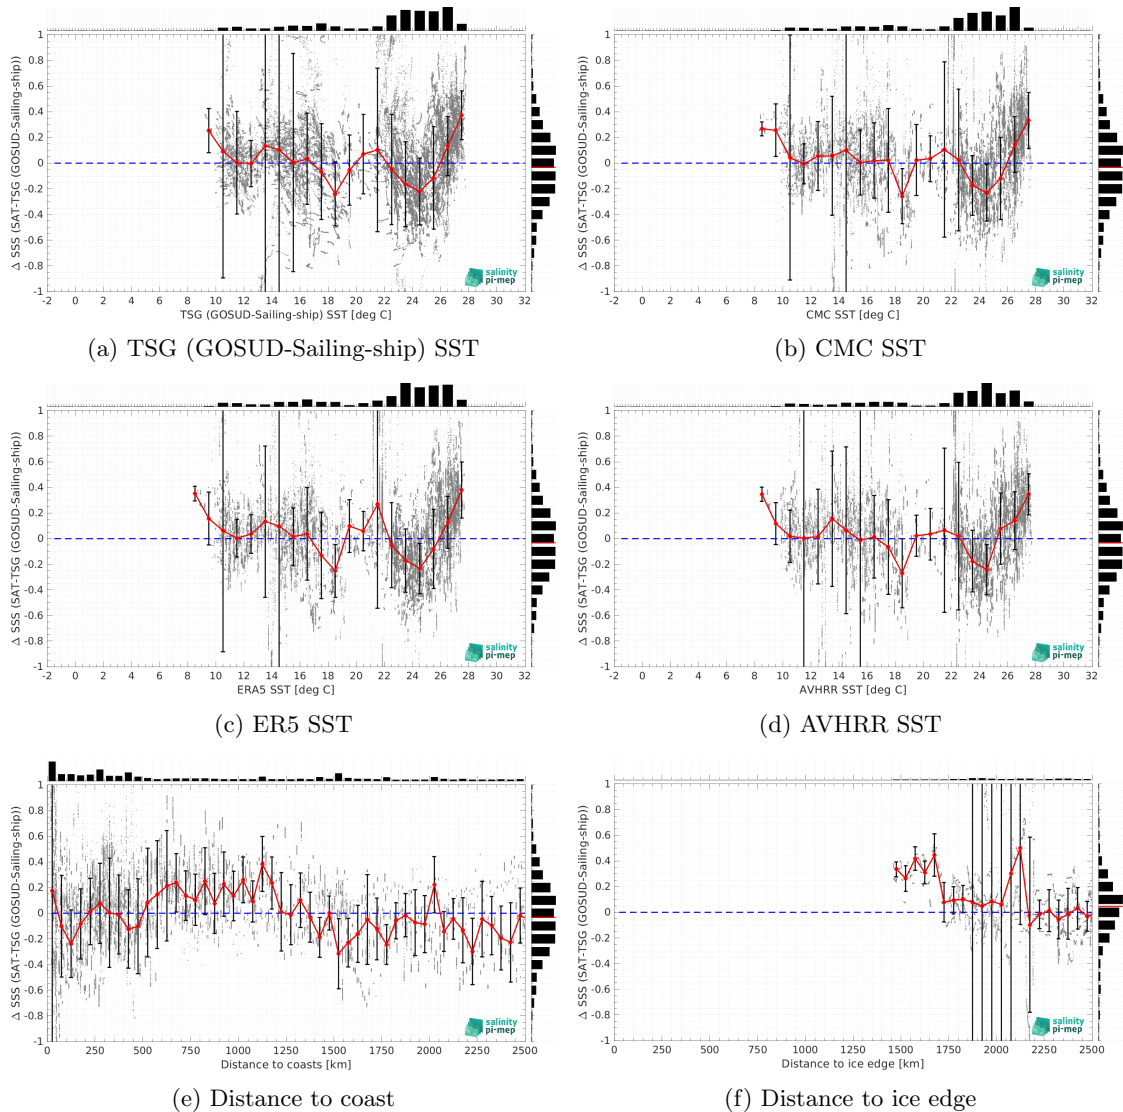 1
0.8
0.6
0.4
0.2
0
-0.2
-0.4
-0.6
-0.8
-1
Δ SSS (SAT-TSG (GOSUD-Sailing-ship))
-2 0 2 4 6 8 10 12 14 16 18 20 22 24 26 28 30 32
TSG (GOSUD-Sailing-ship) SST [deg C]
salinity
pi-mep
(a) TSG (GOSUD-Sailing-ship) SST
1
0.8
0.6
0.4
0.2
0
-0.2
-0.4
-0.6
-0.8
-1
Δ SSS (SAT-TSG (GOSUD-Sailing-ship))
-2 0 2 4 6 8 10 12 14 16 18 20 22 24 26 28 30 32
CMC SST [deg C]
salinity
pi-mep
(b) CMC SST
1
0.8
0.6
0.4
0.2
0
-0.2
-0.4
-0.6
-0.8
-1
Δ SSS (SAT-TSG (GOSUD-Sailing-ship))
-2 0 2 4 6 8 10 12 14 16 18 20 22 24 26 28 30 32
ERA5 SST [deg C]
salinity
pi-mep
(c) ER5 SST
1
0.8
0.6
0.4
0.2
0
-0.2
-0.4
-0.6
-0.8
-1
Δ SSS (SAT-TSG (GOSUD-Sailing-ship))
-2 0 2 4 6 8 10 12 14 16 18 20 22 24 26 28 30 32
AVHRR SST [deg C]
salinity
pi-mep
(d) AVHRR SST
1
0.8
0.6
0.4
0.2
0
-0.2
-0.4
-0.6
-0.8
-1
Δ SSS (SAT-TSG (GOSUD-Sailing-ship))
0 250 500 750 1000 1250 1500 1750 2000 2250 2500
Distance to coasts [km]
salinity
pi-mep
(e) Distance to coast
1
0.8
0.6
0.4
0.2
0
-0.2
-0.4
-0.6
-0.8
-1
Δ SSS (SAT-TSG (GOSUD-Sailing-ship))
0 250 500 750 1000 1250 1500 1750 2000 2250 2500
Distance to ice edge [km]
salinity
pi-mep
(f) Distance to ice edge